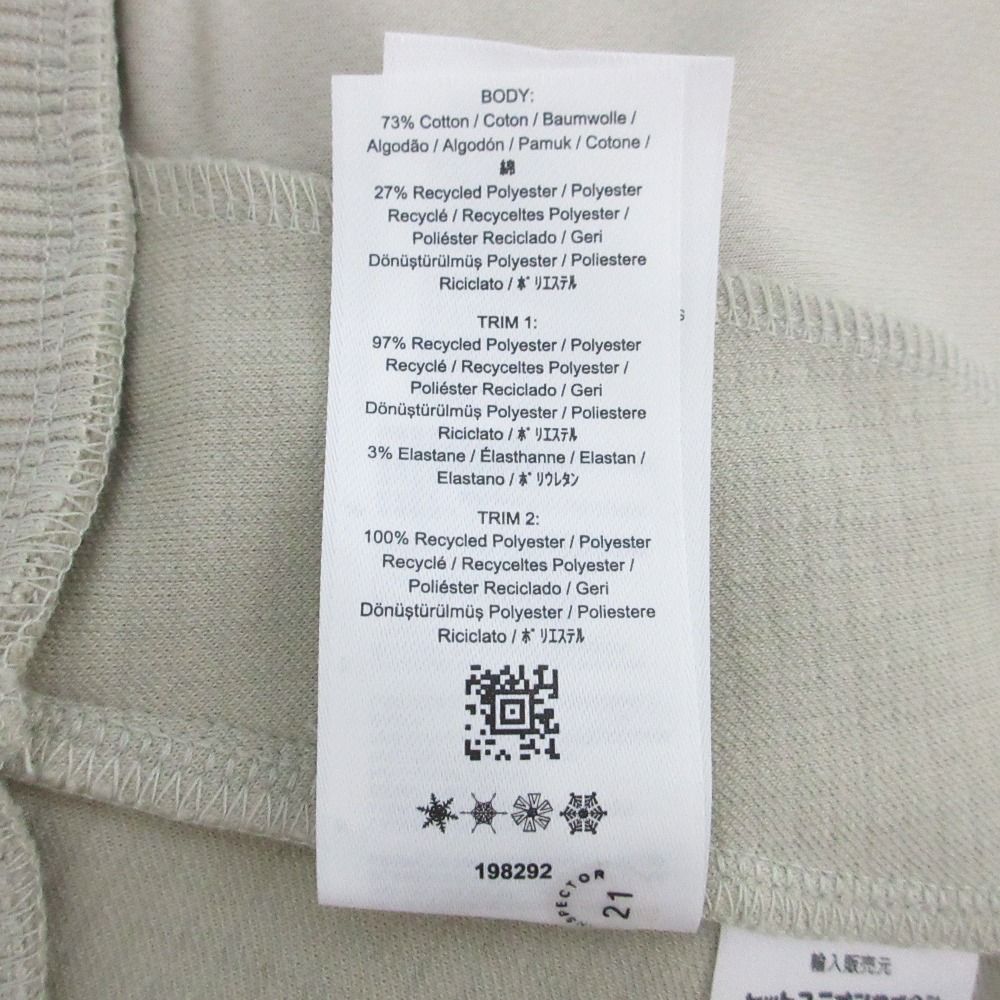 BODY:
73% Cotton / Coton / Baumwolle /
Algodão / Algodón / Pamuk / Cotone /
綿
27% Recycled Polyester / Polyester
Recyclé / Recyceltes Polyester /
Poliéster Reciclado / Geri
Dönüştürülmüş Polyester / Poliestere
Riciclato / ﾎﾟﾘｴｽﾃﾙ
TRIM 1:
97% Recycled Polyester / Polyester
Recyclé / Recyceltes Polyester /
Poliéster Reciclado / Geri
Dönüştürülmüş Polyester / Poliestere
Riciclato / ﾎﾟﾘｴｽﾃﾙ
3% Elastane / Élasthanne / Elastan /
Elastano / ﾎﾟﾘｳﾚﾀﾝ
TRIM 2:
100% Recycled Polyester / Polyester
Recyclé / Recyceltes Polyester /
Poliéster Reciclado / Geri
Dönüştürülmüş Polyester / Poliestere
Riciclato / ﾎﾟﾘｴｽﾃﾙ
198292
SPECTOR
21
輸入販売元